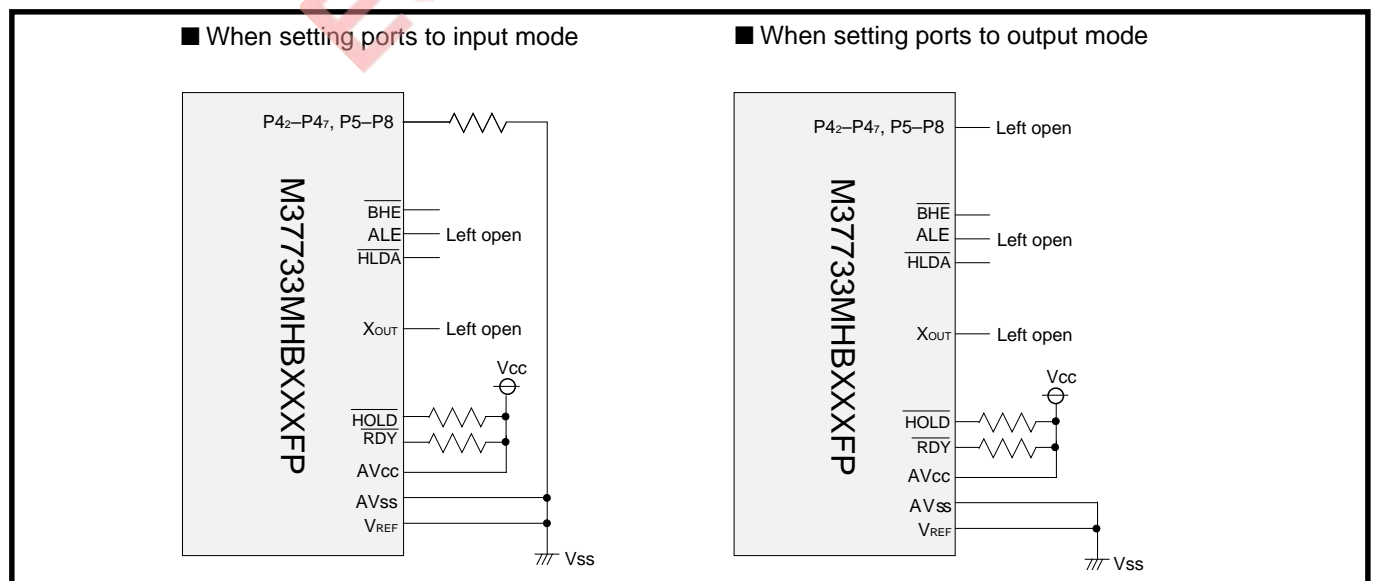 ■ When setting ports to input mode
P4₂–P4₇, P5–P8
M37733MHBXXXFP
BHE
ALE
Left open
HLDA
XOUT
Left open
Vcc
HOLD
RDY
AVcc
AVss
VREF
Vss
■ When setting ports to output mode
P4₂–P4₇, P5–P8
Left open
M37733MHBXXXFP
BHE
ALE
Left open
HLDA
XOUT
Left open
Vcc
HOLD
RDY
AVcc
AVss
VREF
Vss